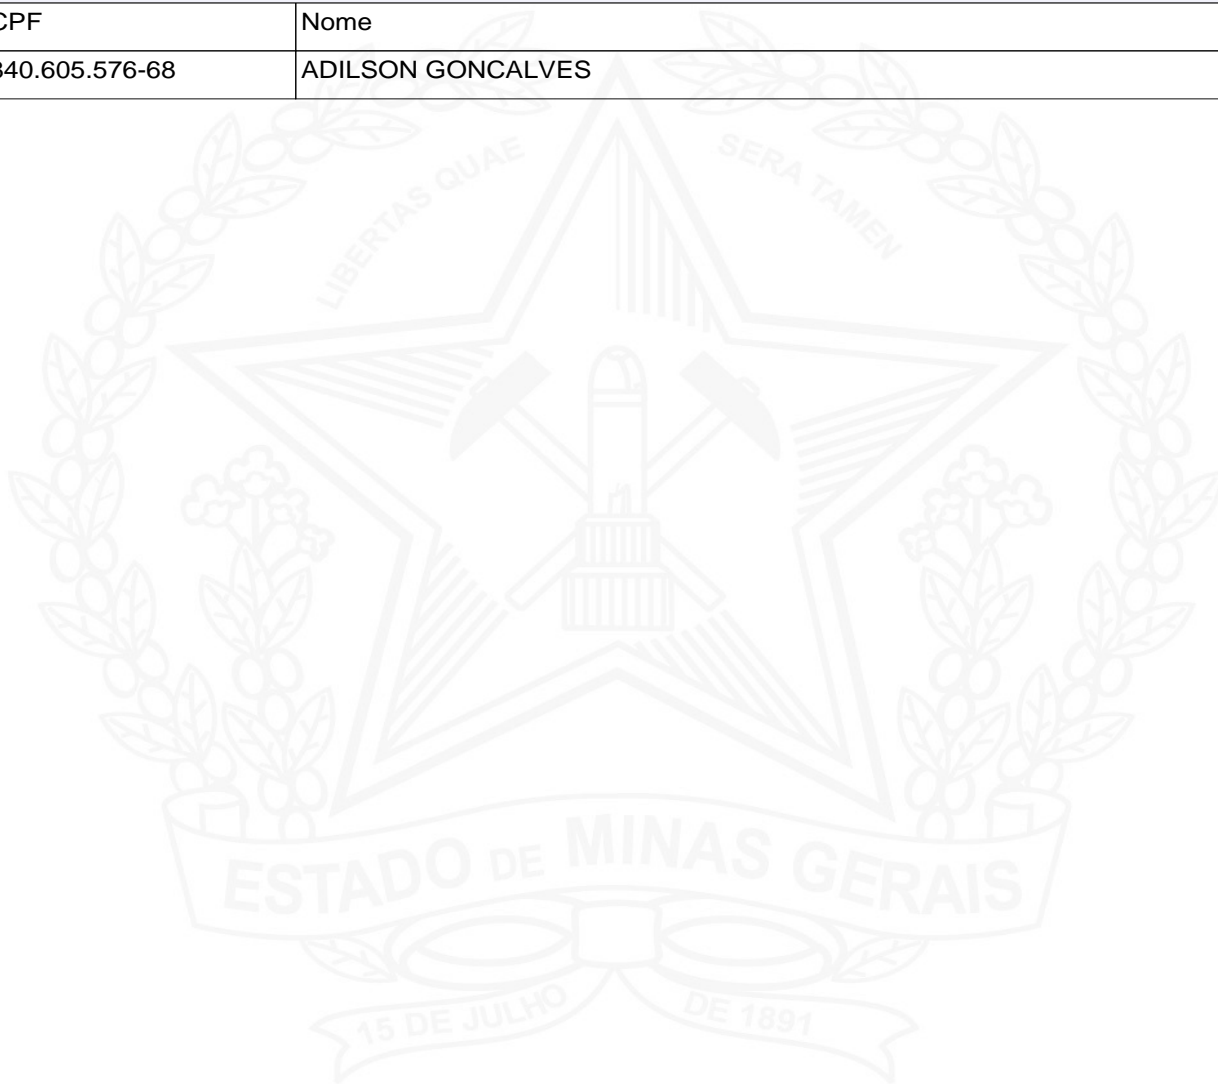 CPF Nome
340.605.576-68 ADILSON GONCALVES
LIBERTAS QUAE SERA TAMEN
ESTADO DE MINAS GERAIS
15 DE JULHO DE 1891